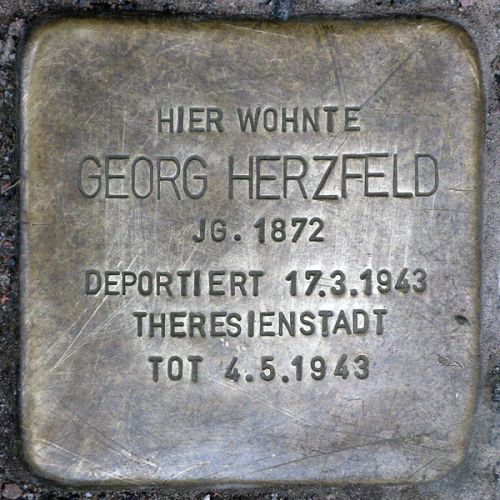 HIER WOHNTE
GEORG HERZFELD
JG. 1872
DEPORTIERT 17.3.1943
THERESIENSTADT
TOT 4.5.1943